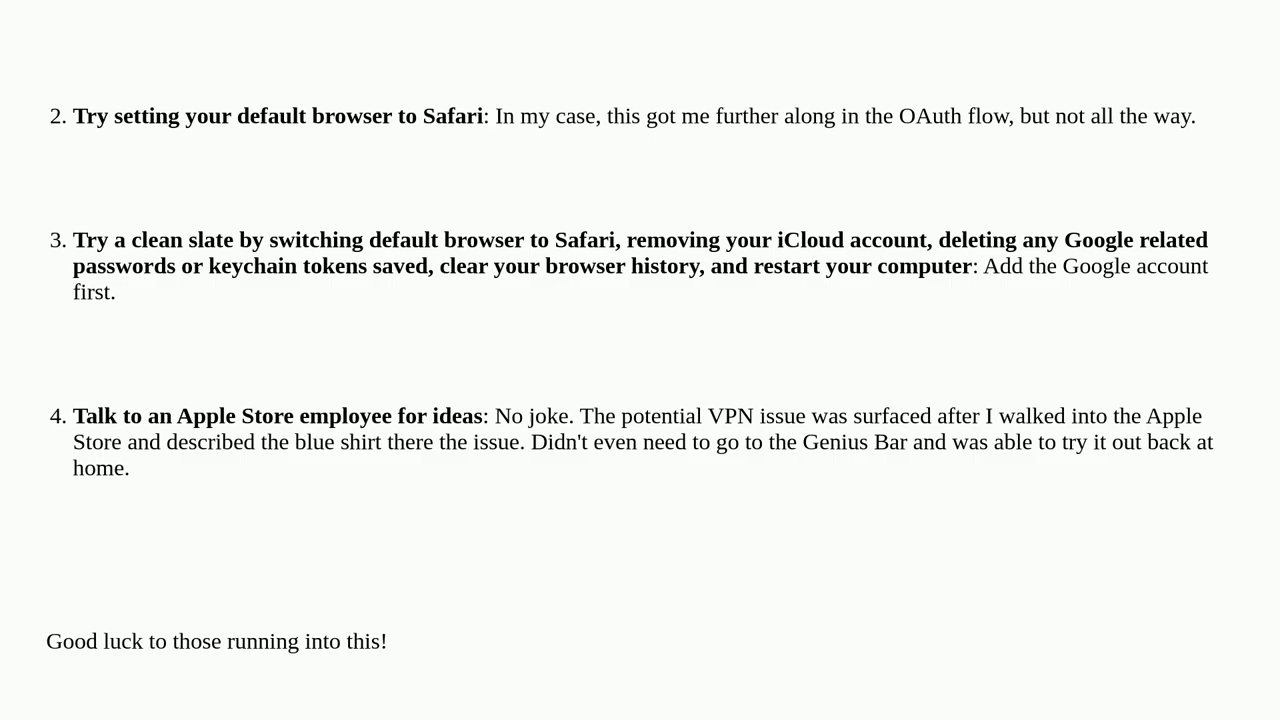 2. Try setting your default browser to Safari: In my case, this got me further along in the OAuth flow, but not all the way.
3. Try a clean slate by switching default browser to Safari, removing your iCloud account, deleting any Google related
passwords or keychain tokens saved, clear your browser history, and restart your computer: Add the Google account
first.
4. Talk to an Apple Store employee for ideas: No joke. The potential VPN issue was surfaced after I walked into the Apple
Store and described the blue shirt there the issue. Didn't even need to go to the Genius Bar and was able to try it out back at
home.
Good luck to those running into this!